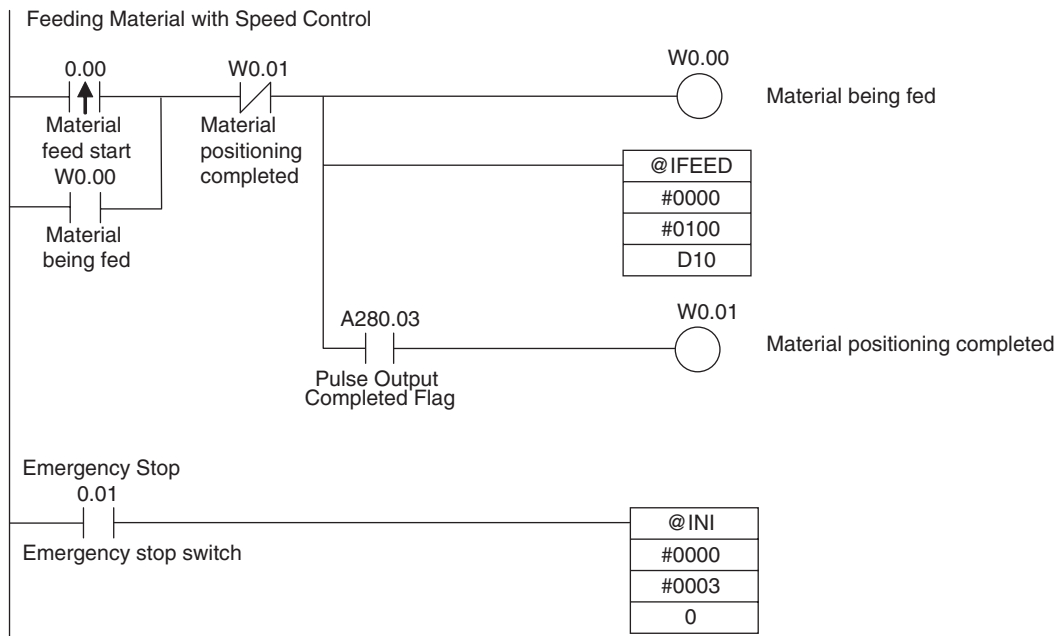 Feeding Material with Speed Control
0.00
W0.01
W0.00
Material being fed
Material
feed start
Material
positioning
completed
W0.00
Material
being fed
@IFEED
#0000
#0100
D10
A280.03
W0.01
Material positioning completed
Pulse Output
Completed Flag
Emergency Stop
0.01
Emergency stop switch
@INI
#0000
#0003
0